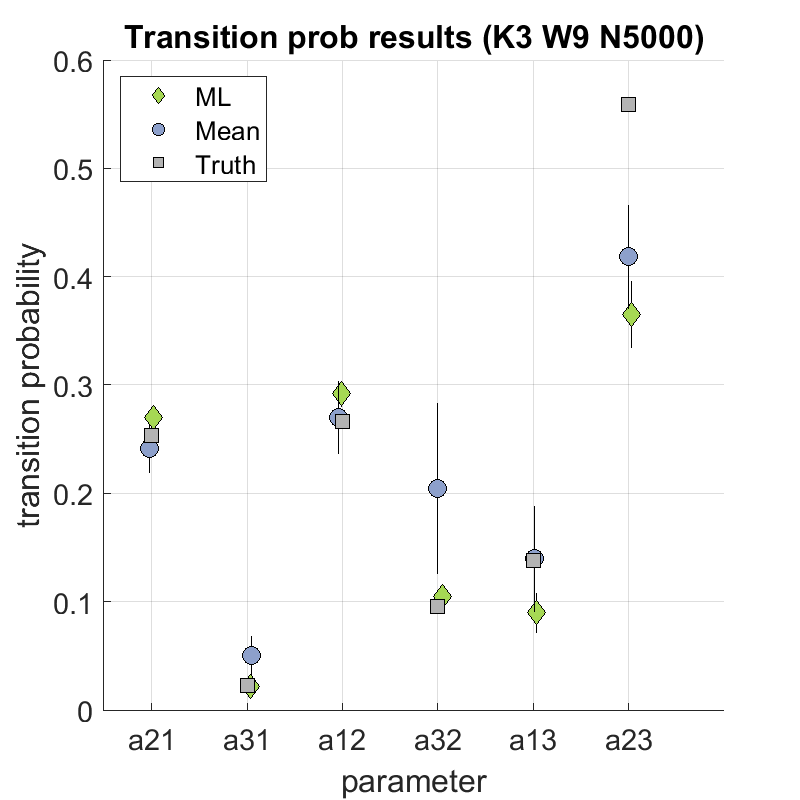 Transition prob results (K3 W9 N5000)
ML
Mean
Truth
0.6
0.5
0.4
0.3
0.2
0.1
0
transition probability
a21 a31 a12 a32 a13 a23
parameter